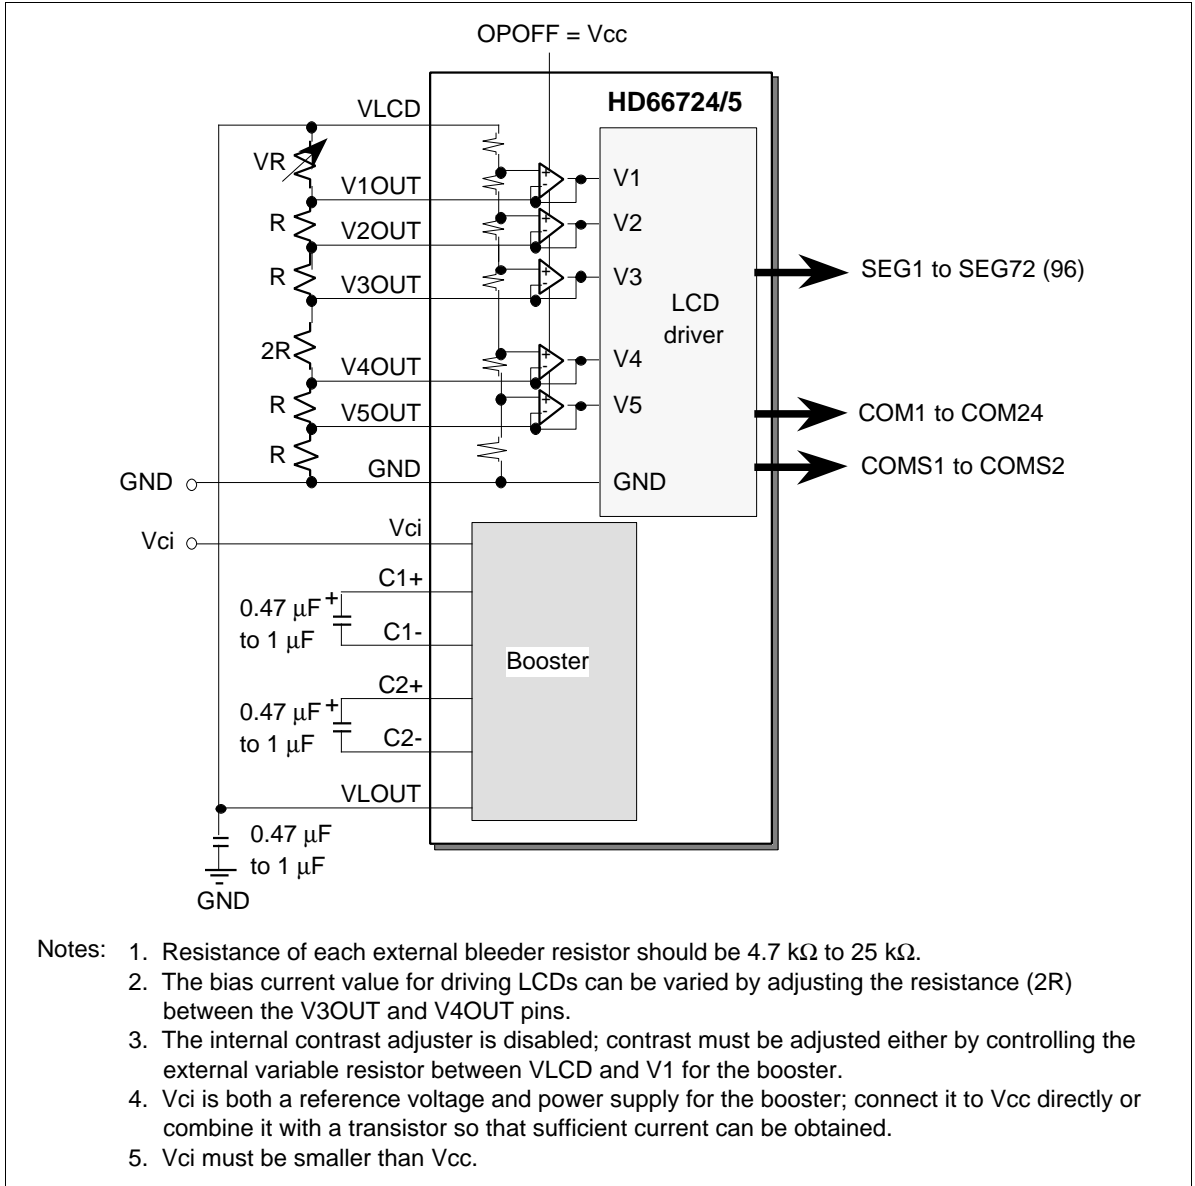 OPOFF = Vcc
HD66724/5
VLCD
VR
V1OUT
V1
R
V2OUT
V2
R
V3OUT
V3
SEG1 to SEG72 (96)
LCD
driver
2R
V4OUT
V4
R
V5OUT
V5
COM1 to COM24
R
GND
GND
GND
COMS1 to COMS2
Vci
Vci
C1+
0.47 µF
to 1 µF
+
C1-
Booster
C2+
0.47 µF
to 1 µF
+
C2-
VLOUT
0.47 µF
to 1 µF
GND
+
-
+
-
+
-
+
-
+
-
Notes: 1. Resistance of each external bleeder resistor should be 4.7 kΩ to 25 kΩ.
2. The bias current value for driving LCDs can be varied by adjusting the resistance (2R)
between the V3OUT and V4OUT pins.
3. The internal contrast adjuster is disabled; contrast must be adjusted either by controlling the
external variable resistor between VLCD and V1 for the booster.
4. Vci is both a reference voltage and power supply for the booster; connect it to Vcc directly or
combine it with a transistor so that sufficient current can be obtained.
5. Vci must be smaller than Vcc.